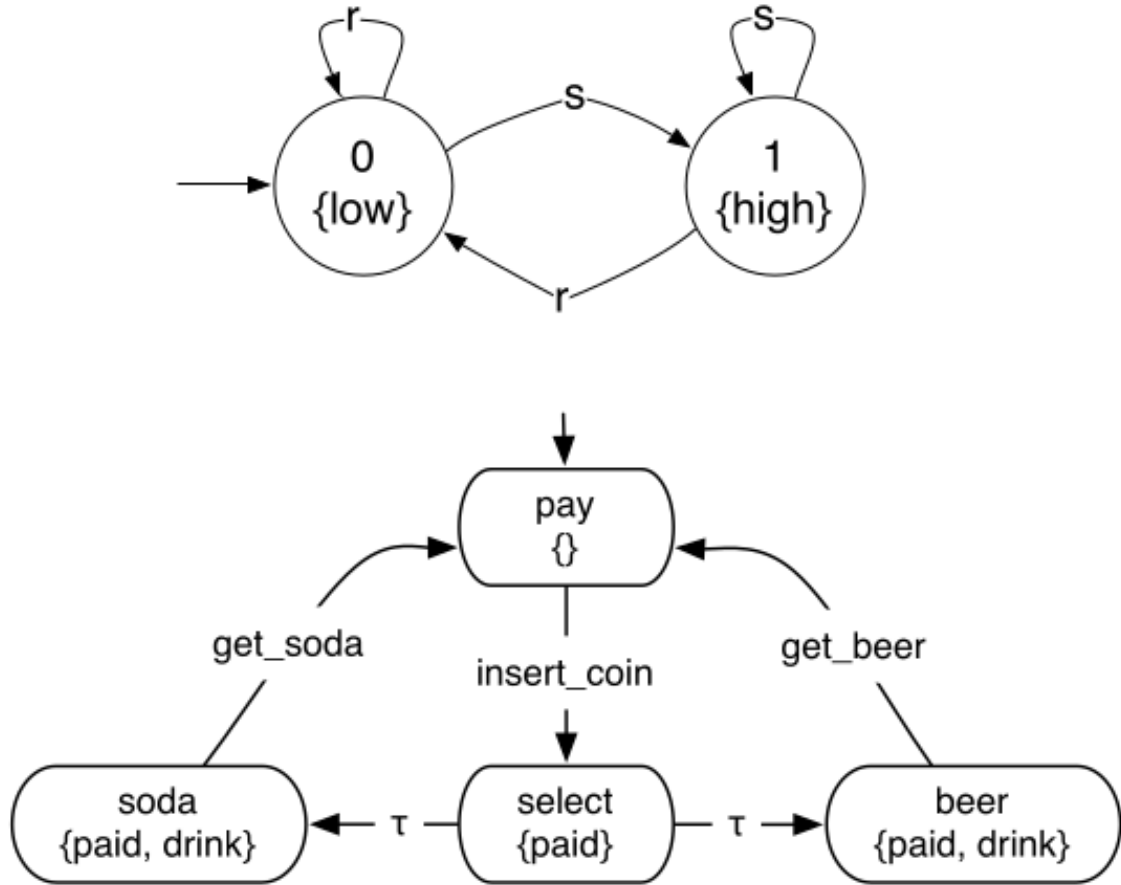 r
s
s
0
{low}
1
{high}
r
pay
{}
get_soda
insert_coin
get_beer
soda
{paid, drink}
τ
select
{paid}
τ
beer
{paid, drink}